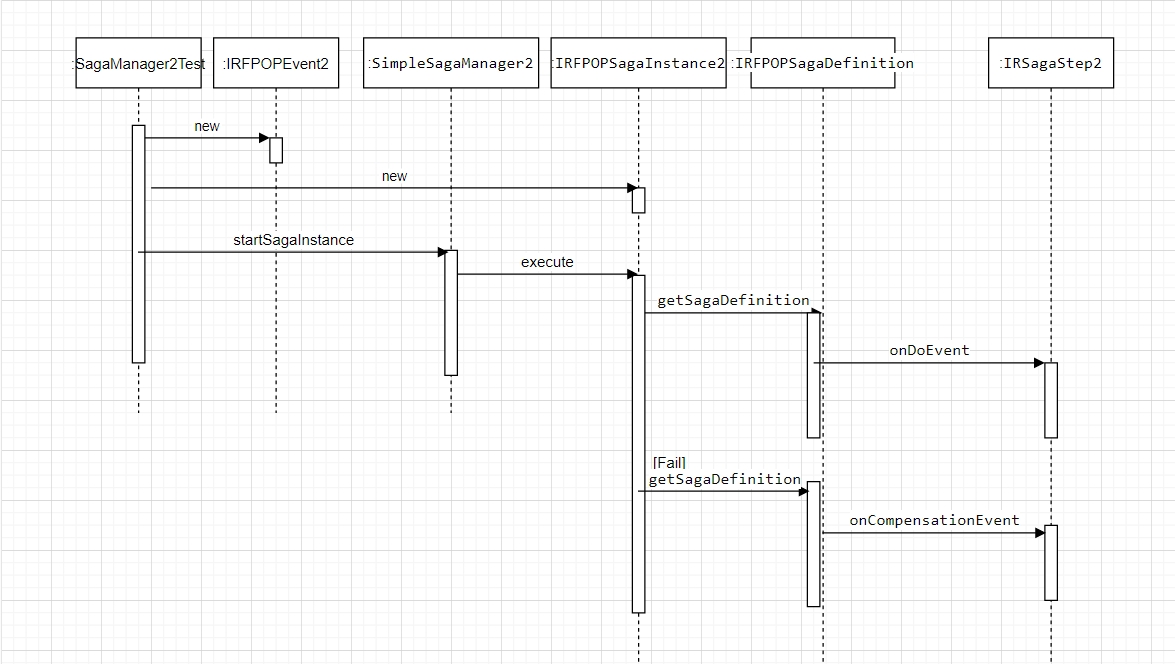 :SagaManager2Test
:IRFPOPEvent2
:SimpleSagaManager2
:IRFPOPSagaInstance2
:IRFPOPSagaDefinition
:IRSagaStep2
new
new
startSagaInstance
execute
getSagaDefinition
onDoEvent
[Fail]
getSagaDefinition
onCompensationEvent